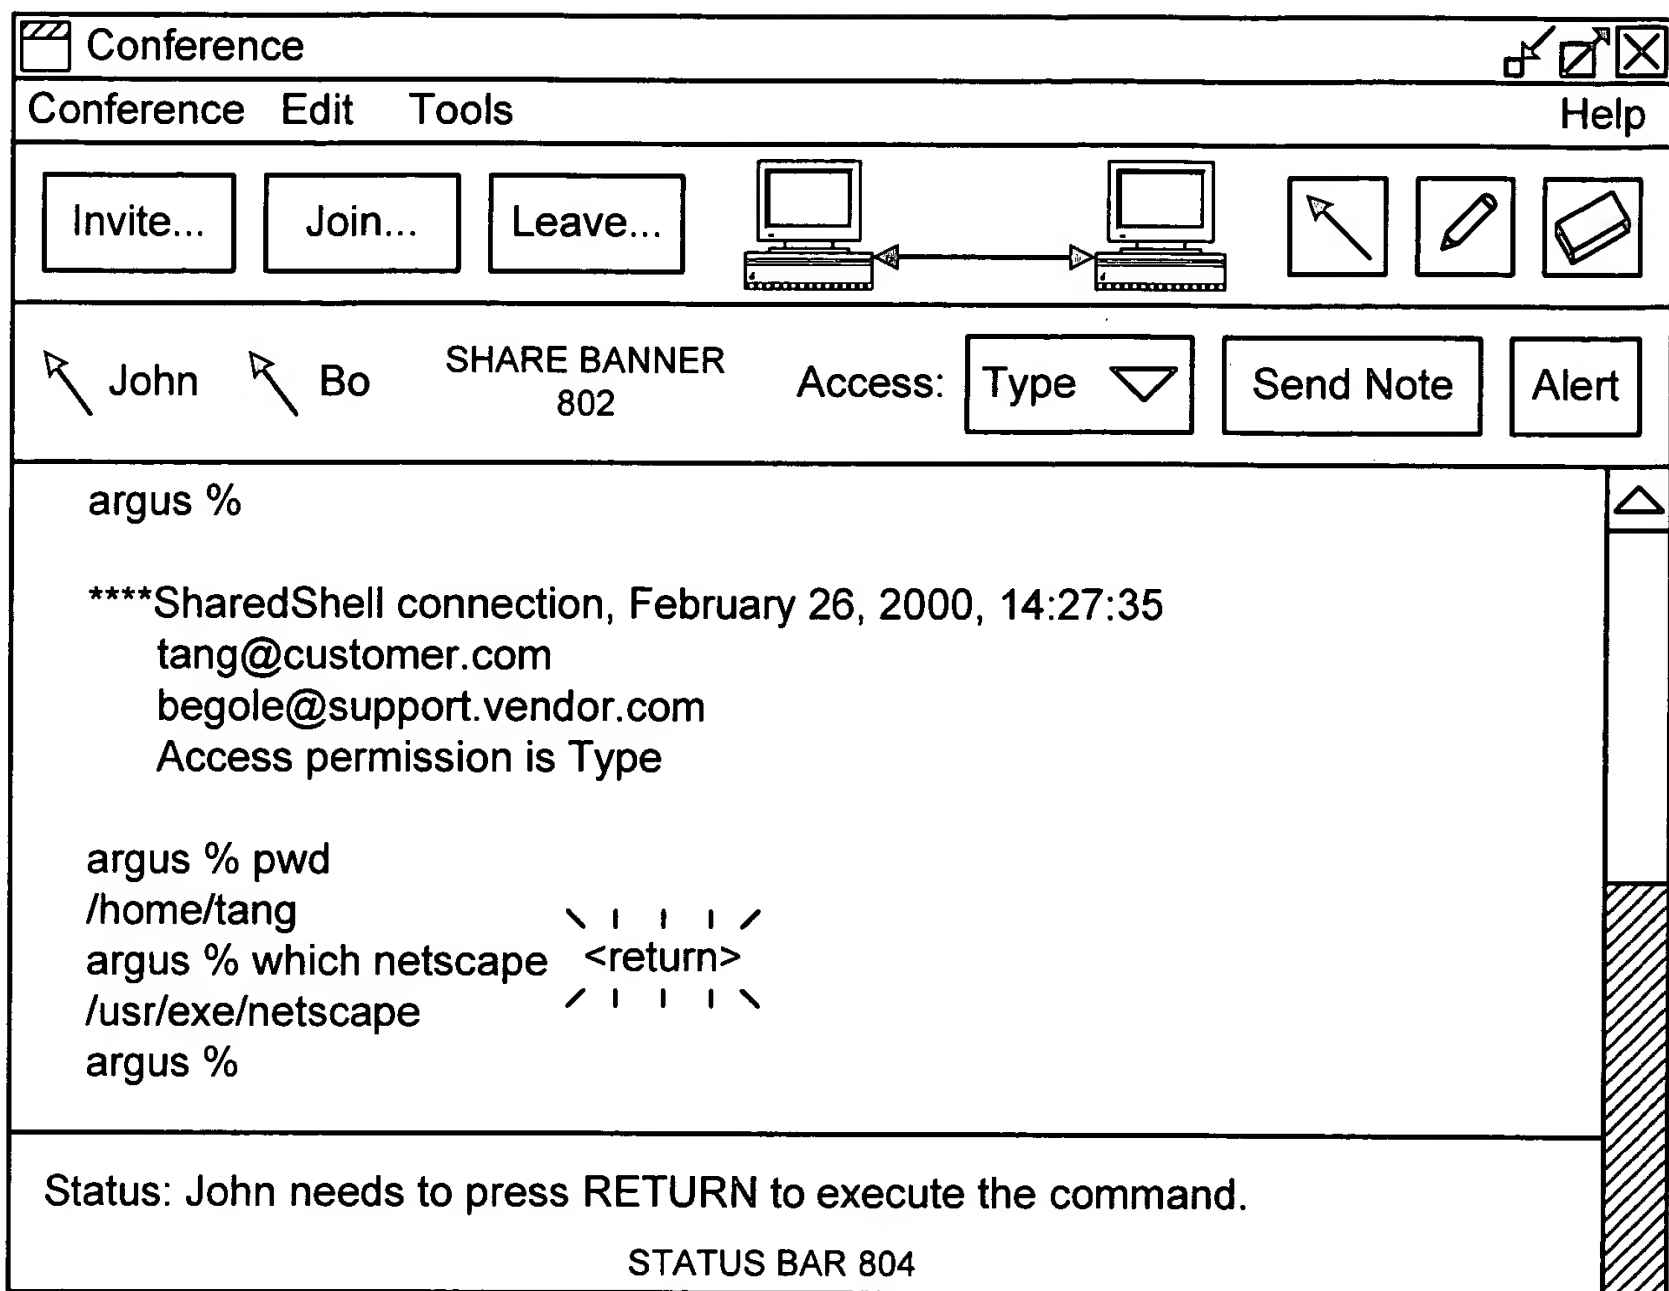 Conference
Conference Edit Tools Help
Invite... Join... Leave...
John Bo SHARE BANNER 802 Access: Type Send Note Alert
argus %
****SharedShell connection, February 26, 2000, 14:27:35
tang@customer.com
begole@support.vendor.com
Access permission is Type
argus % pwd
/home/tang
argus % which netscape <return>
/usr/exe/netscape
argus %
Status: John needs to press RETURN to execute the command.
STATUS BAR 804